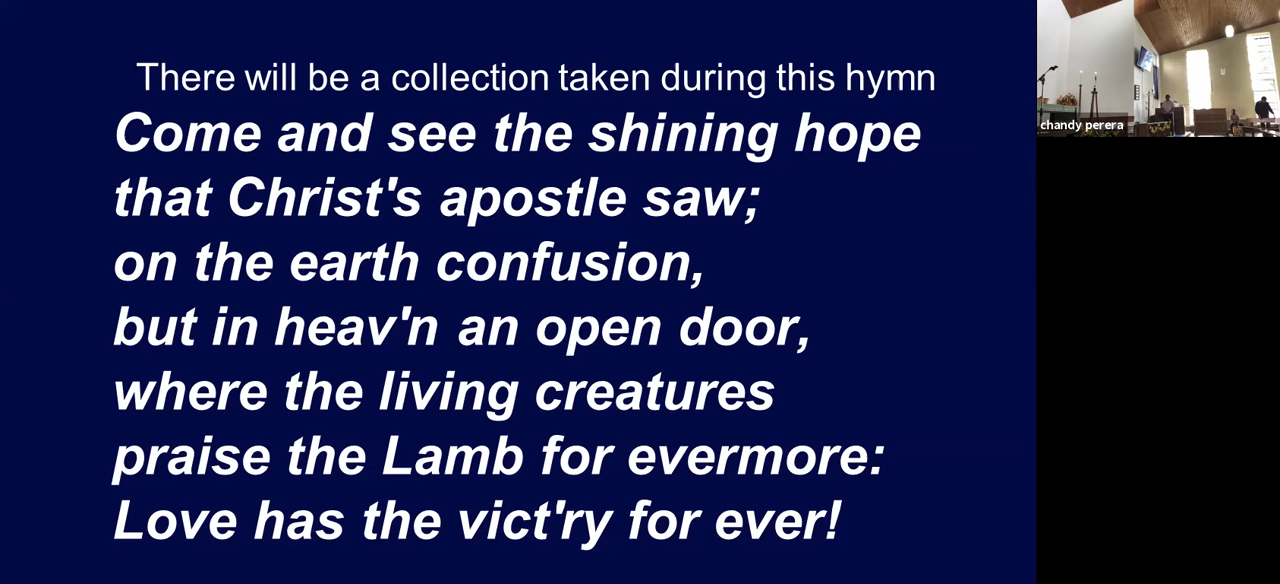 There will be a collection taken during this hymn
Come and see the shining hope
that Christ's apostle saw;
on the earth confusion,
but in heav'n an open door,
where the living creatures
praise the Lamb for evermore:
Love has the vict'ry for ever!
chandy perera